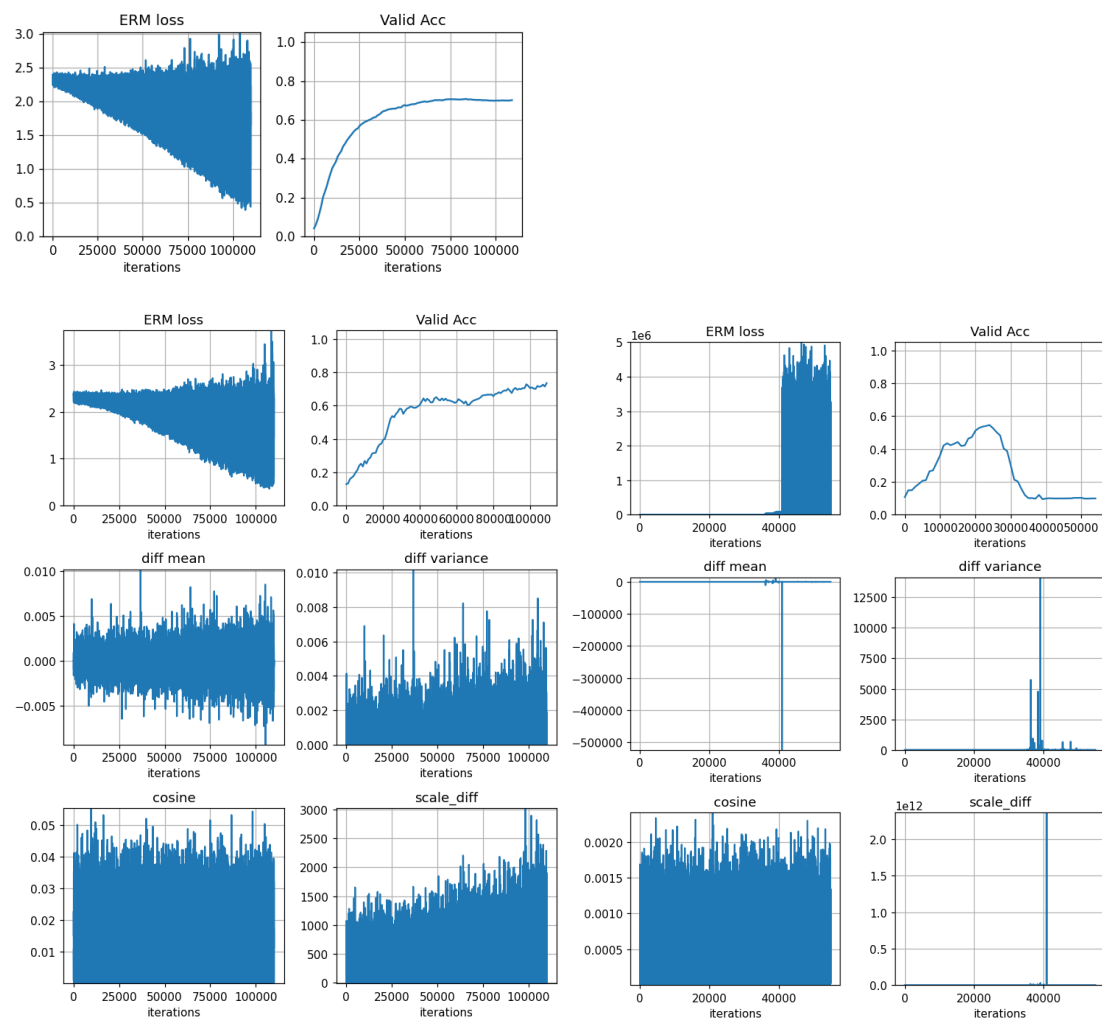 ERM loss
3.0
2.5
2.0
1.5
1.0
0.5
0.0
0 25000 50000 75000 100000
iterations
Valid Acc
1.0
0.8
0.6
0.4
0.2
0.0
0 25000 50000 75000 100000
iterations
ERM loss
3
2
1
0
0 25000 50000 75000 100000
iterations
Valid Acc
1.0
0.8
0.6
0.4
0.2
0.0
0 20000 40000 60000 80000 100000
iterations
ERM loss
1e6
5
4
3
2
1
0
0 20000 40000
iterations
Valid Acc
1.0
0.8
0.6
0.4
0.2
0.0
0 10000 20000 30000 40000 50000
iterations
diff mean
0.010
0.005
0.000
−0.005
0 25000 50000 75000 100000
iterations
diff variance
0.010
0.008
0.006
0.004
0.002
0.000
0 25000 50000 75000 100000
iterations
diff mean
0
−100000
−200000
−300000
−400000
−500000
0 20000 40000
iterations
diff variance
12500
10000
7500
5000
2500
0
0 20000 40000
iterations
cosine
0.05
0.04
0.03
0.02
0.01
0 25000 50000 75000 100000
iterations
scale_diff
3000
2500
2000
1500
1000
500
0
0 25000 50000 75000 100000
iterations
cosine
0.0020
0.0015
0.0010
0.0005
0 20000 40000
iterations
scale_diff
1e12
2.0
1.5
1.0
0.5
0.0
0 20000 40000
iterations